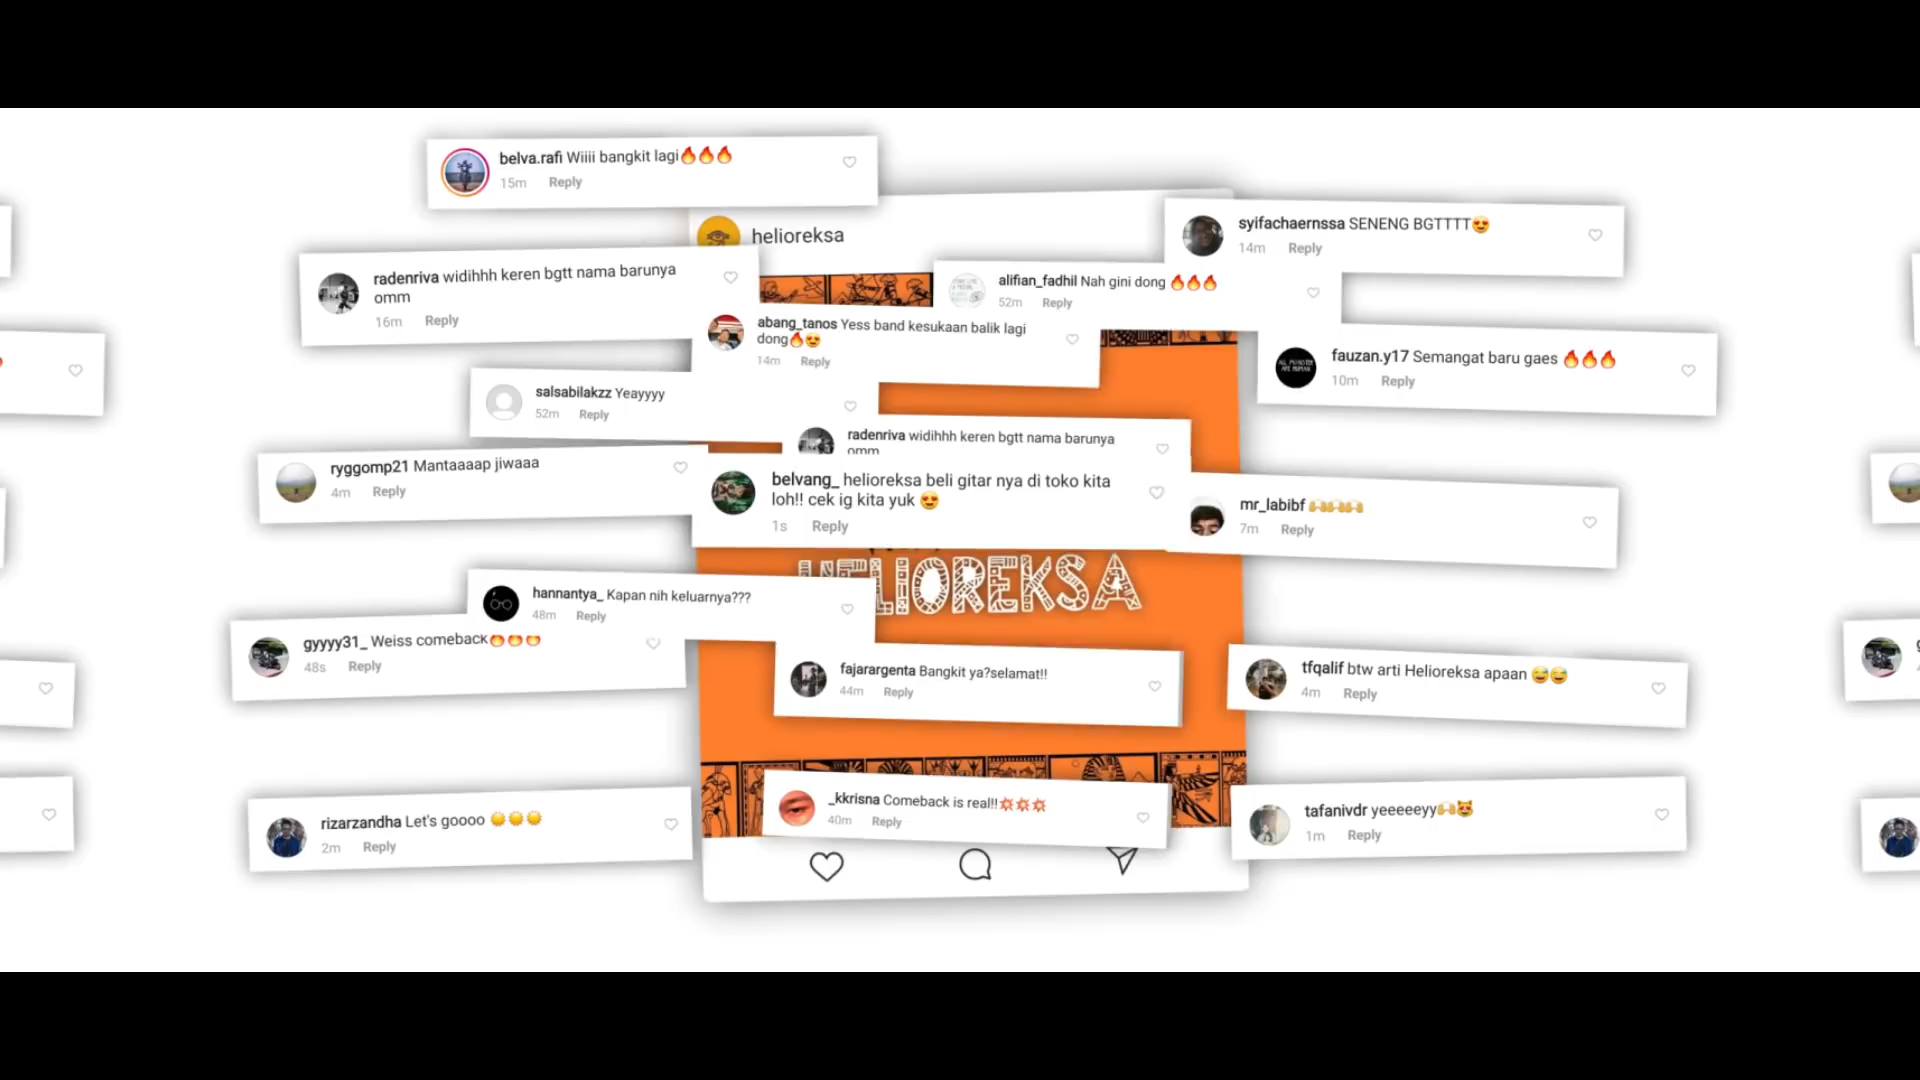 belva.rafi Wiiii bangkit lagi🔥🔥🔥
15m Reply
helioreksa
syifachaernssa SENENG BGTTTT😍
14m Reply
radenriva widihhh keren bgtt nama barunya
omm
16m Reply
alifian_fadhil Nah gini dong 🔥🔥🔥
52m Reply
abang_tanos Yess band kesukaan balik lagi
dong🔥😍
14m Reply
fauzan.y17 Semangat baru gaes 🔥🔥🔥
10m Reply
salsabilakzz Yeayyyy
52m Reply
radenriva widihhh keren bgtt nama barunya
omm
ryggomp21 Mantaaaap jiwaaa
4m Reply
belvang_ helioreksa beli gitar nya di toko kita
loh!! cek ig kita yuk 😍
1s Reply
mr_labibf 🙌🙌🙌
7m Reply
HELIOREKSA
hannantya_ Kapan nih keluarnya???
48m Reply
gyyyy31_ Weiss comeback🔥🔥🔥
48s Reply
fajarargenta Bangkit ya?selamat!!
44m Reply
tfqalif btw arti Helioreksa apaan 😅😅
4m Reply
_kkrisna Comeback is real!!💥💥💥
40m Reply
rizarzandha Let's goooo ☀️☀️☀️
2m Reply
tafanivdr yeeeeeyy🙌😻
1m Reply